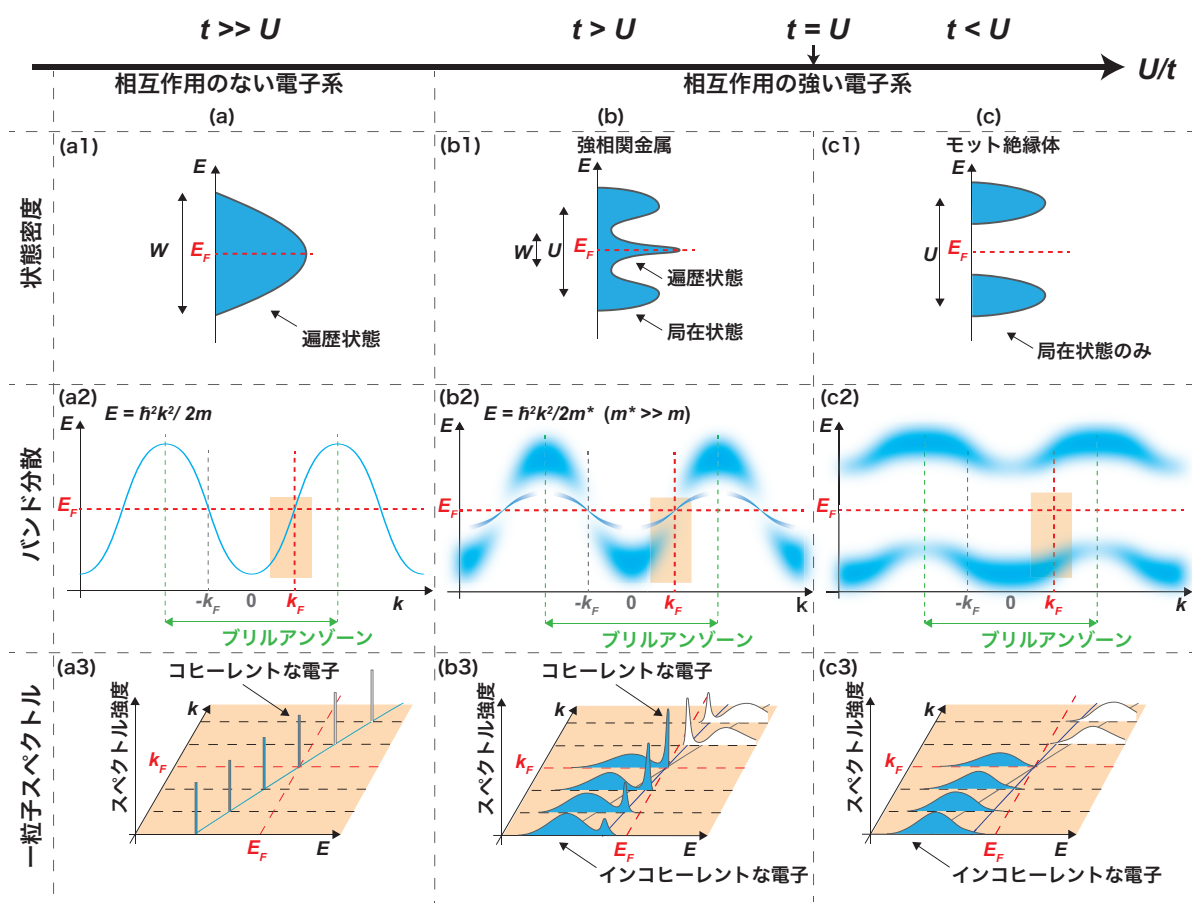 t >> U
t > U
t = U
t < U
U/t
相互作用のない電子系
相互作用の強い電子系
(a)
(b)
(c)
状態密度
(a1)
E
W
E_F
遍歴状態
(b1)
強相関金属
E
W
U
E_F
遍歴状態
局在状態
(c1)
モット絶縁体
E
U
E_F
局在状態のみ
バンド分散
(a2)
E = ℏ²k²/ 2m
E
E_F
-k_F
0
k_F
k
ブリルアンゾーン
(b2)
E = ℏ²k²/2m* (m* >> m)
E
E_F
-k_F
0
k_F
k
ブリルアンゾーン
(c2)
E
E_F
-k_F
0
k_F
k
ブリルアンゾーン
一粒子スペクトル
(a3)
コヒーレントな電子
スペクトル強度
k
k_F
E_F
E
(b3)
コヒーレントな電子
スペクトル強度
k
k_F
E_F
E
インコヒーレントな電子
(c3)
スペクトル強度
k
k_F
E_F
E
インコヒーレントな電子